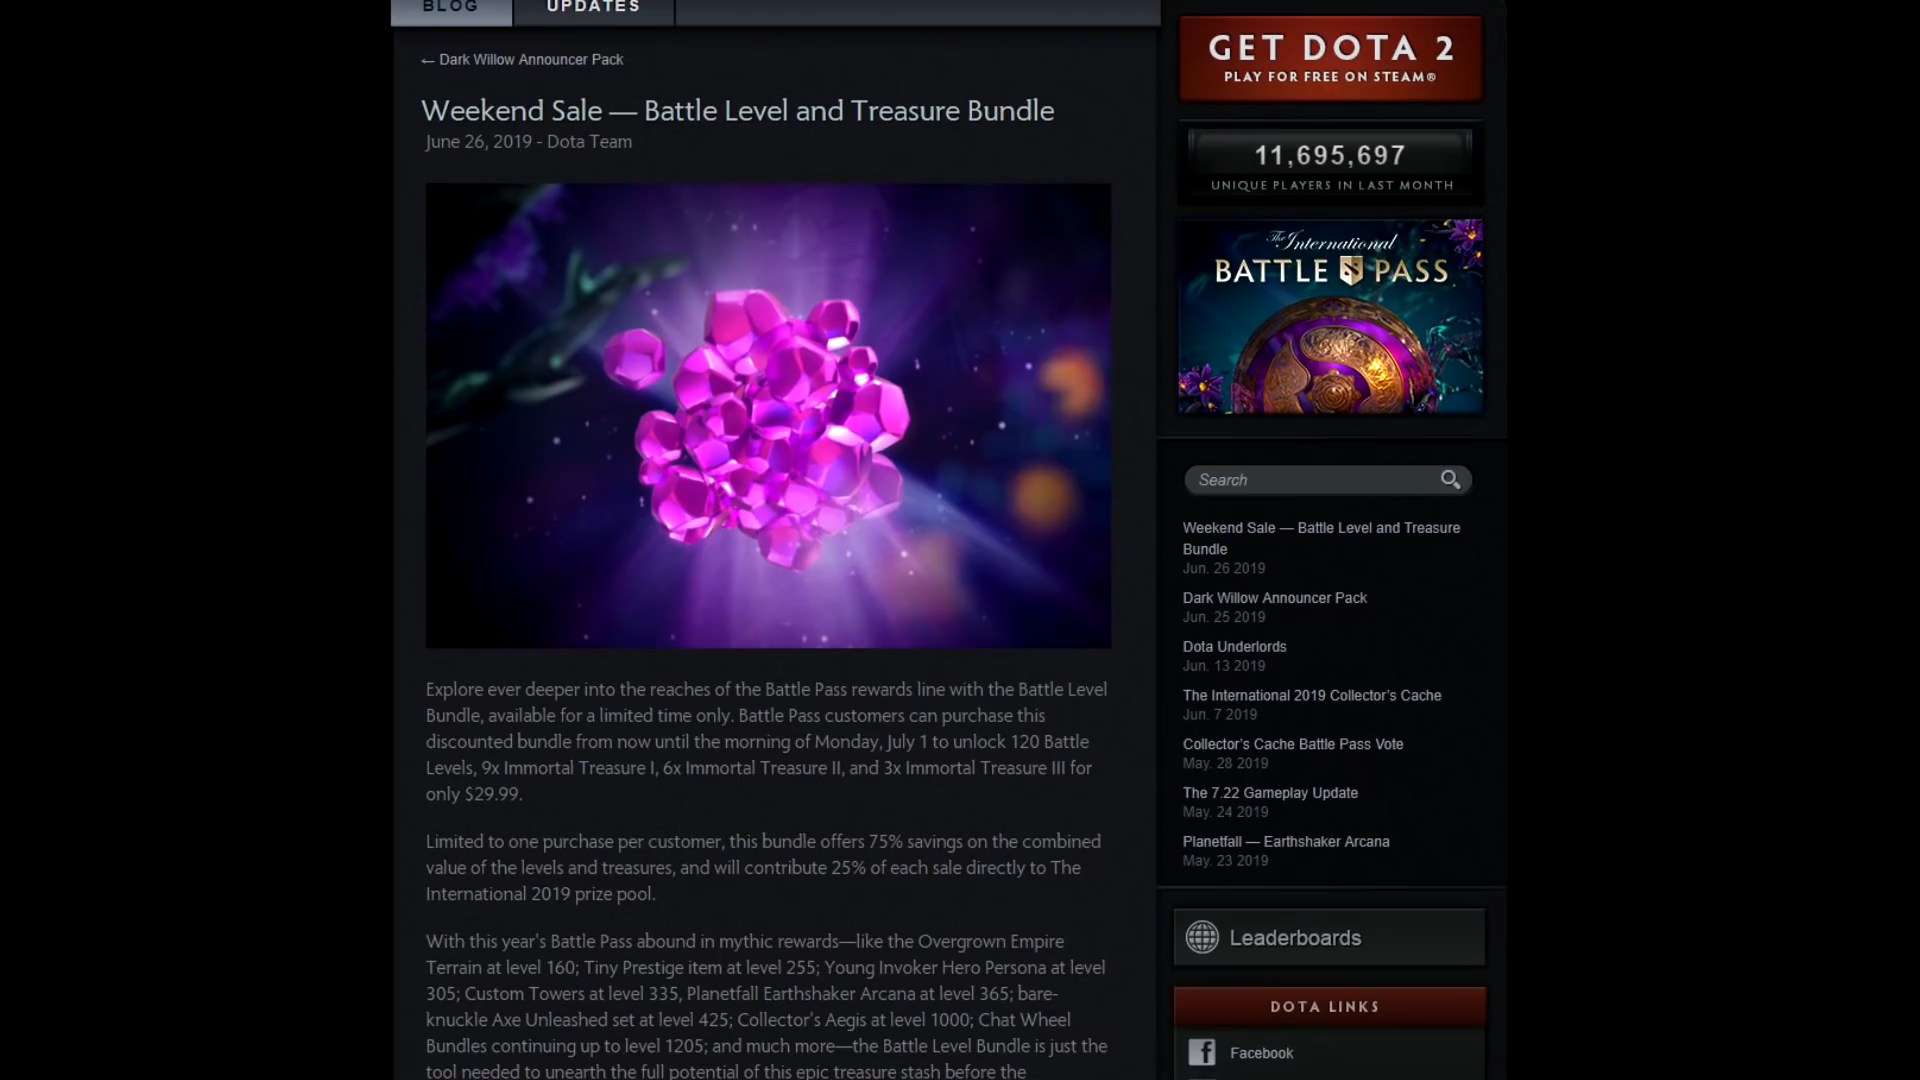 BLOG
UPDATES
← Dark Willow Announcer Pack
Weekend Sale — Battle Level and Treasure Bundle
June 26, 2019 - Dota Team
Explore ever deeper into the reaches of the Battle Pass rewards line with the Battle Level
Bundle, available for a limited time only. Battle Pass customers can purchase this
discounted bundle from now until the morning of Monday, July 1 to unlock 120 Battle
Levels, 9x Immortal Treasure I, 6x Immortal Treasure II, and 3x Immortal Treasure III for
only $29.99.
Limited to one purchase per customer, this bundle offers 75% savings on the combined
value of the levels and treasures, and will contribute 25% of each sale directly to The
International 2019 prize pool.
With this year's Battle Pass abound in mythic rewards—like the Overgrown Empire
Terrain at level 160; Tiny Prestige item at level 255; Young Invoker Hero Persona at level
305; Custom Towers at level 335, Planetfall Earthshaker Arcana at level 365; bare-
knuckle Axe Unleashed set at level 425; Collector's Aegis at level 1000; Chat Wheel
Bundles continuing up to level 1205; and much more—the Battle Level Bundle is just the
tool needed to unearth the full potential of this epic treasure stash before the
GET DOTA 2
PLAY FOR FREE ON STEAM®
11,695,697
UNIQUE PLAYERS IN LAST MONTH
The International
BATTLE PASS
Search
Weekend Sale — Battle Level and Treasure
Bundle
Jun. 26 2019
Dark Willow Announcer Pack
Jun. 25 2019
Dota Underlords
Jun. 13 2019
The International 2019 Collector's Cache
Jun. 7 2019
Collector's Cache Battle Pass Vote
May. 28 2019
The 7.22 Gameplay Update
May. 24 2019
Planetfall — Earthshaker Arcana
May. 23 2019
Leaderboards
DOTA LINKS
Facebook